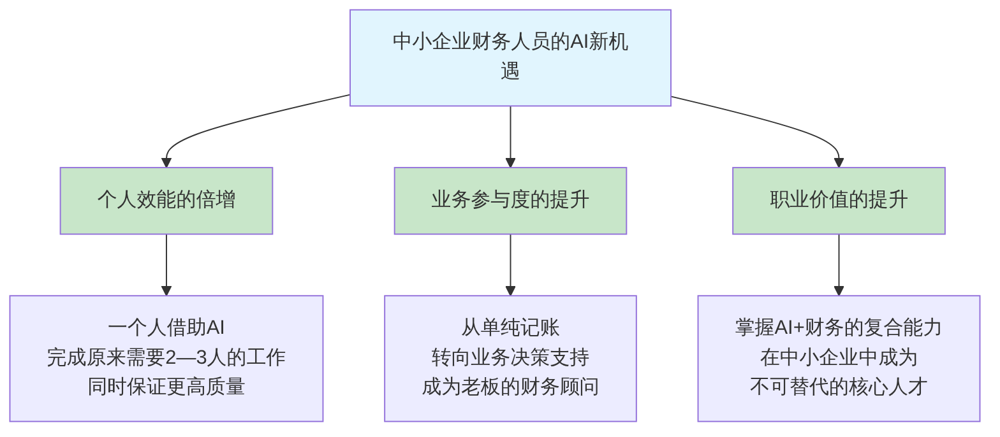 中小企业财务人员的AI新机
遇
个人效能的倍增
业务参与度的提升
职业价值的提升
一个人借助AI
完成原来需要2—3人的工作
同时保证更高质量
从单纯记账
转向业务决策支持
成为老板的财务顾问
掌握AI+财务的复合能力
在中小企业中成为
不可替代的核心人才